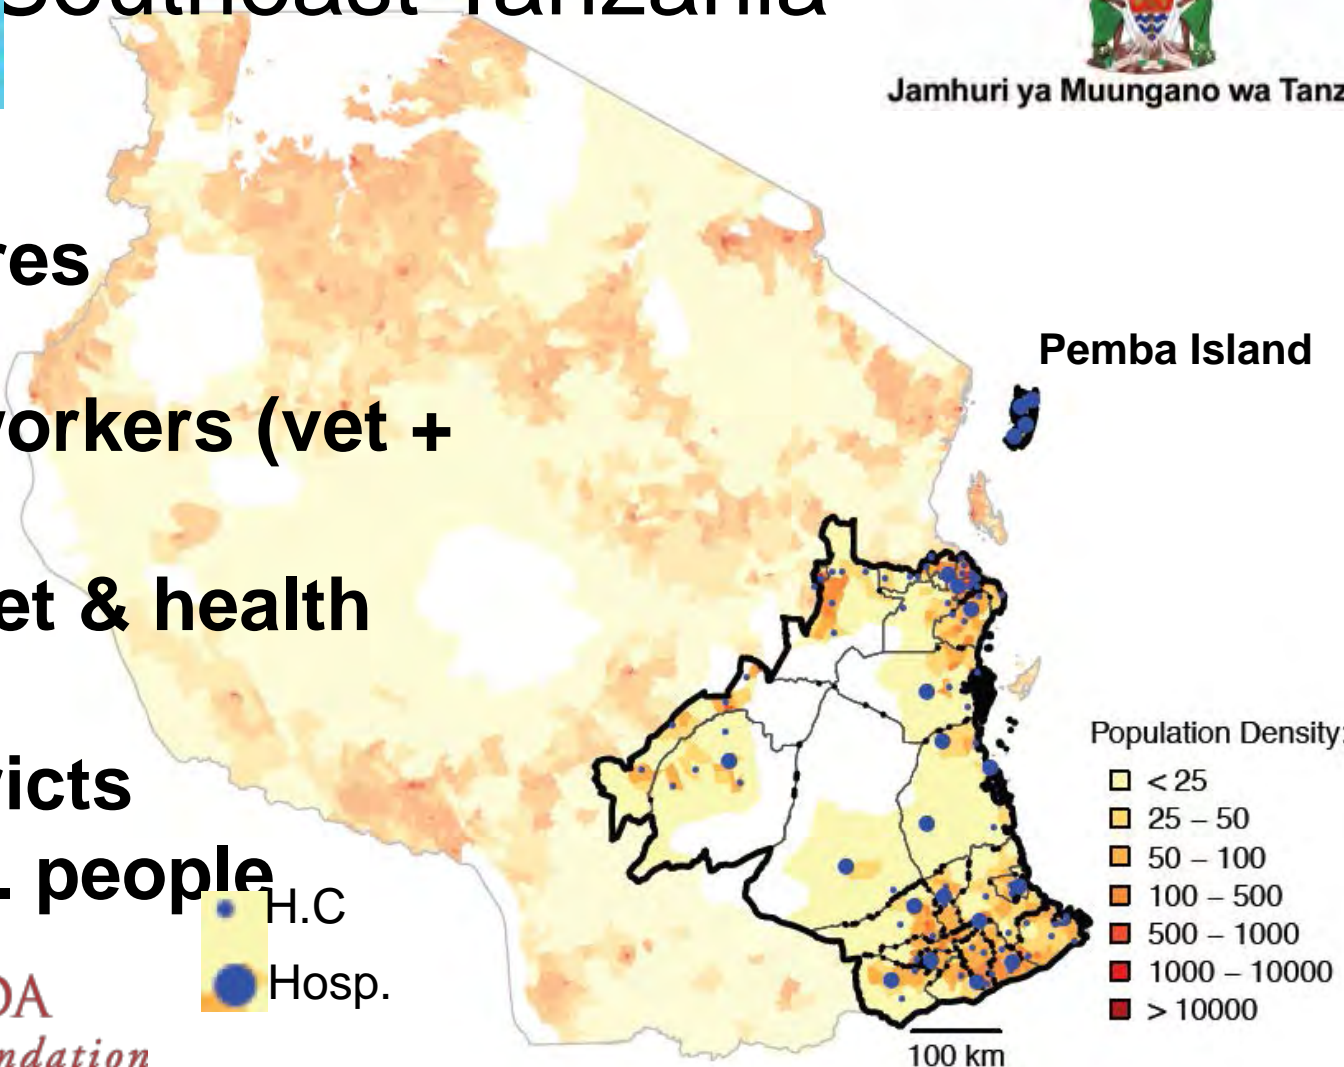 Southeast Tanzania
Jamhuri ya Muungano wa Tanz
res
Pemba Island
workers (vet +
et & health
icts
. people
H.C
Hosp.
Population Density:
< 25
25 – 50
50 – 100
100 – 500
500 – 1000
1000 – 10000
> 10000
100 km
DA
ndation